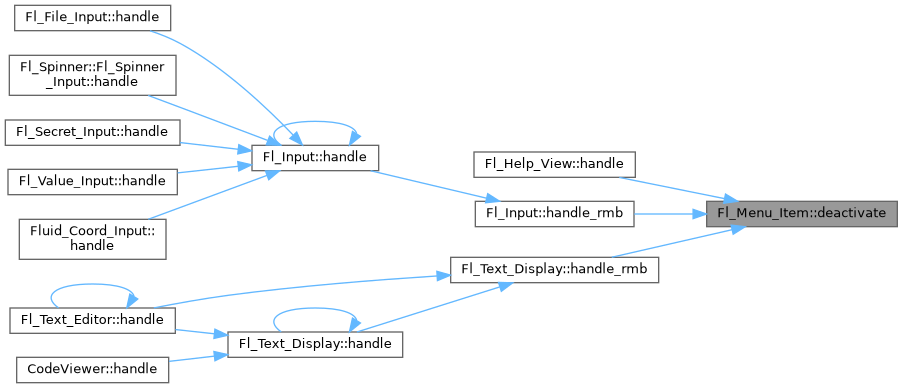 Fl_File_Input::handle
Fl_Spinner::Fl_Spinner
_Input::handle
Fl_Secret_Input::handle
Fl_Input::handle
Fl_Help_View::handle
Fl_Value_Input::handle
Fl_Input::handle_rmb
Fl_Menu_Item::deactivate
Fluid_Coord_Input::
handle
Fl_Text_Display::handle_rmb
Fl_Text_Editor::handle
Fl_Text_Display::handle
CodeViewer::handle